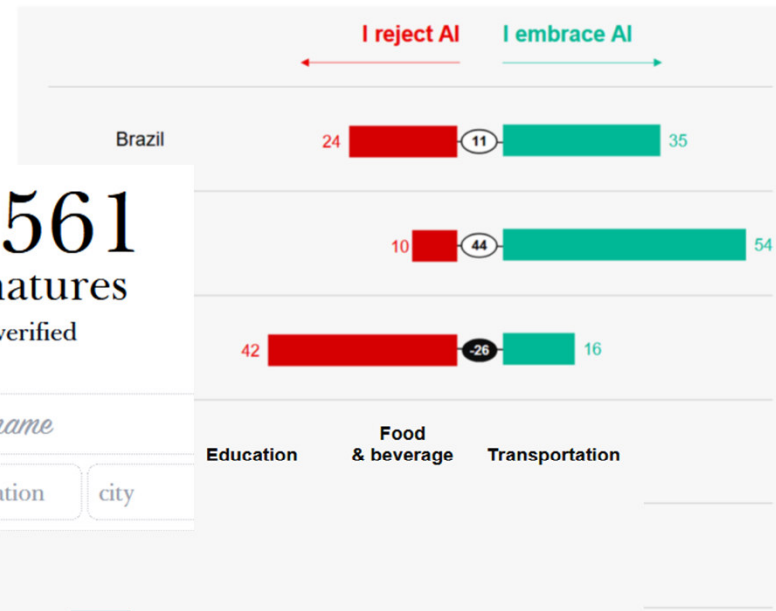 I reject AI I embrace AI
Brazil 24 11 35
561
natures
verified
10 44 54
42 -26 16
name
Food
Education & beverage Transportation
ation city